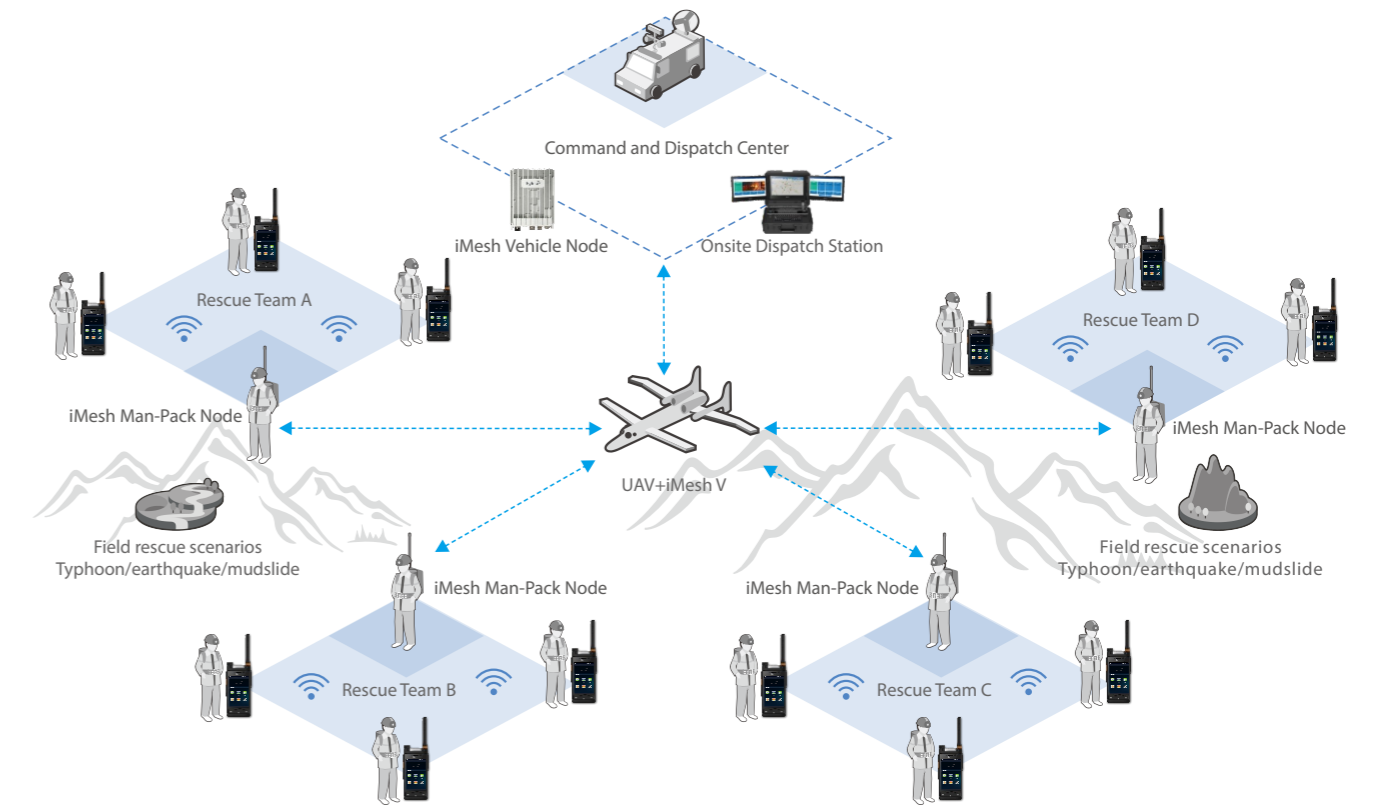 Command and Dispatch Center
iMesh Vehicle Node
Onsite Dispatch Station
Rescue Team A
Rescue Team D
iMesh Man-Pack Node
iMesh Man-Pack Node
UAV+iMesh V
Field rescue scenarios
Typhoon/earthquake/mudslide
Field rescue scenarios
Typhoon/earthquake/mudslide
iMesh Man-Pack Node
iMesh Man-Pack Node
Rescue Team B
Rescue Team C